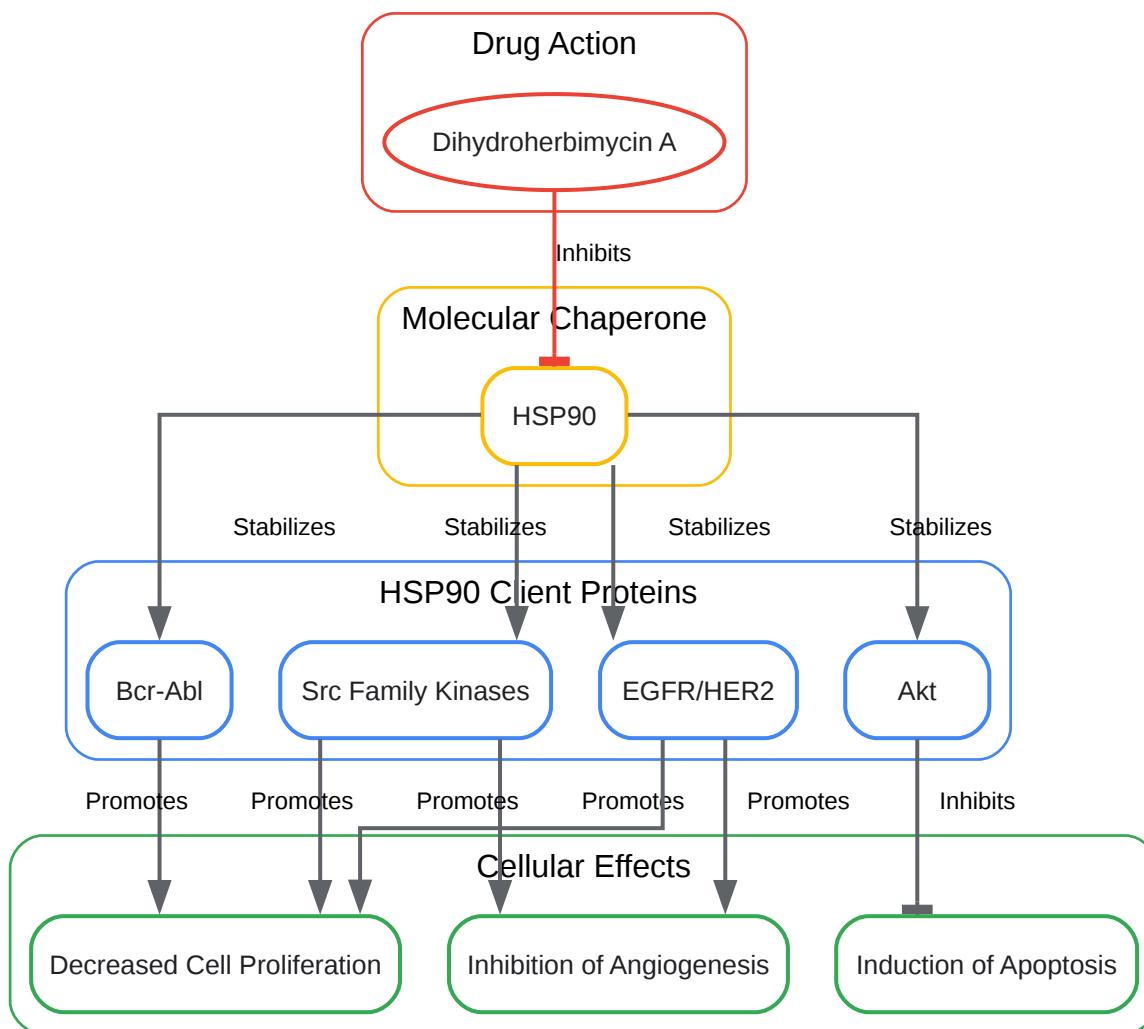 Drug Action
Dihydroherbimycin A
Inhibits
Molecular Chaperone
HSP90
Stabilizes
Stabilizes
Stabilizes
Stabilizes
HSP90 Client Proteins
Bcr-Abl
Src Family Kinases
EGFR/HER2
Akt
Promotes
Promotes
Promotes
Promotes
Promotes
Inhibits
Cellular Effects
Decreased Cell Proliferation
Inhibition of Angiogenesis
Induction of Apoptosis